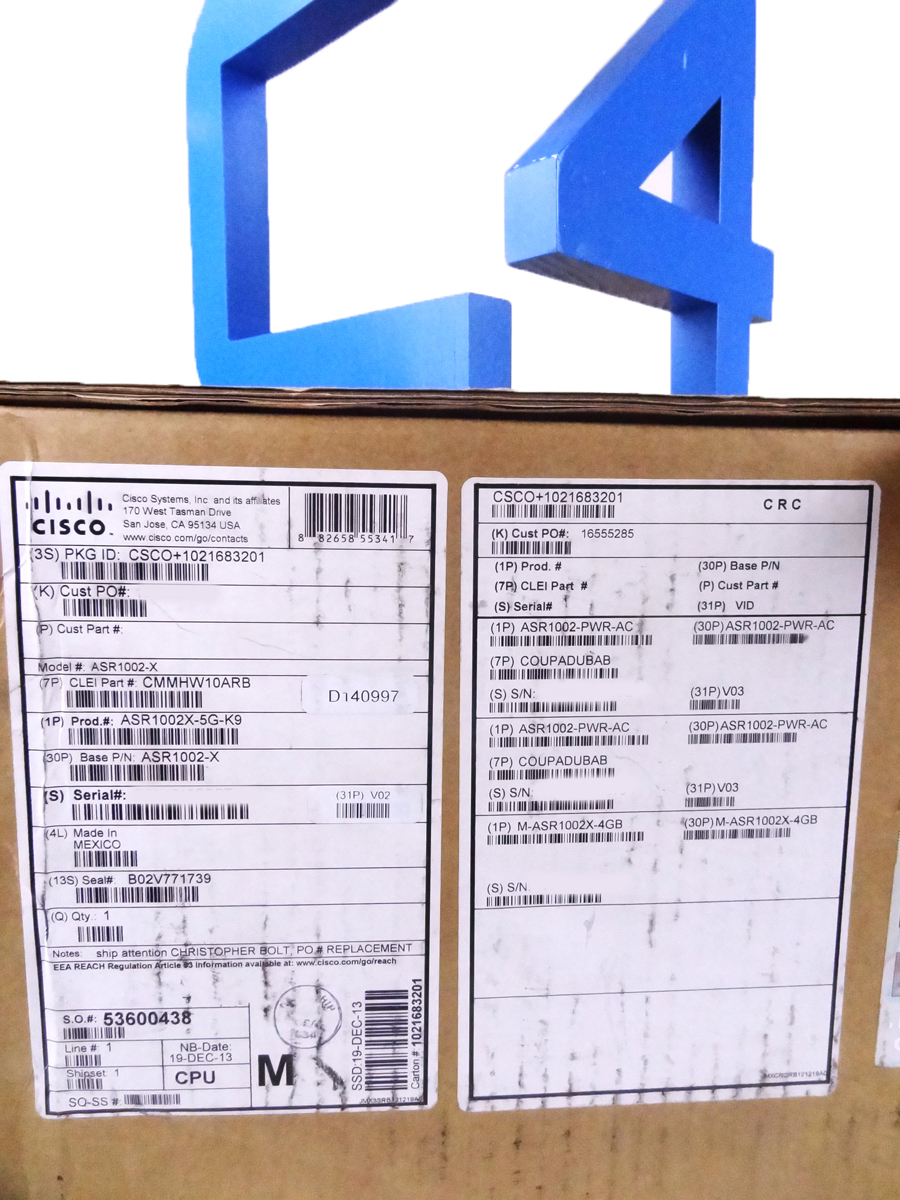 C4
CISCO™
Cisco Systems, Inc and its affiliates
170 West Tasman Drive
San Jose, CA 95134 USA
www.cisco.com/go/contacts
8 82658 55341 7
(3S) PKG ID: CSCO+1021683201
(K) Cust PO#:
(P) Cust Part #:
Model #: ASR1002-X
(7P) CLEI Part #: CMMHW10ARB
D140997
(1P) Prod.#: ASR1002X-5G-K9
(30P) Base P/N: ASR1002-X
(S) Serial#:
(31P) V02
(4L) Made In
MEXICO
(13S) Seal#: B02V771739
(Q) Qty.: 1
Notes: ship attention CHRISTOPHER BOLT, PO # REPLACEMENT
EEA REACH Regulation Article 33 information available at: www.cisco.com/go/reach
S.O.#: 53600438
Line #: 1
NB-Date:
19-DEC-13
Shipset: 1
CPU
SO-SS #:
M
SSD:19-DEC-13
Carton # 1021683201
CSCO+1021683201
CRC
(K) Cust PO#: 16555285
(1P) Prod. # (30P) Base P/N
(7P) CLEI Part # (P) Cust Part #
(S) Serial# (31P) VID
(1P) ASR1002-PWR-AC (30P) ASR1002-PWR-AC
(7P) COUPADUBAB
(S) S/N: (31P) V03
(1P) ASR1002-PWR-AC (30P) ASR1002-PWR-AC
(7P) COUPADUBAB
(S) S/N: (31P) V03
(1P) M-ASR1002X-4GB (30P) M-ASR1002X-4GB
(S) S/N.